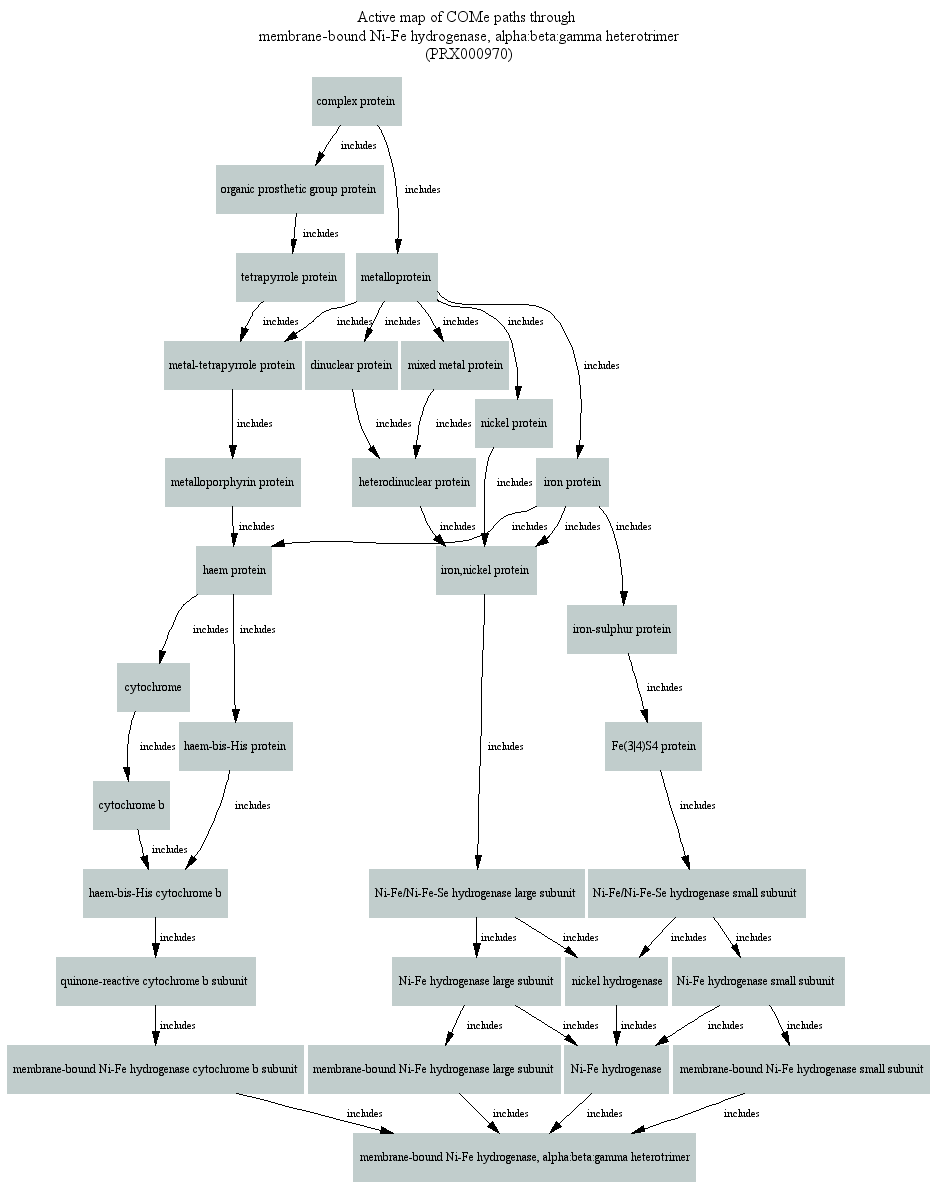 Active map of COMe paths through
membrane-bound Ni-Fe hydrogenase, alpha:beta:gamma heterotrimer
(PRX000970)
complex protein
includes
organic prosthetic group protein
includes
includes
tetrapyrrole protein
metalloprotein
includes
includes
includes
includes
includes
metal-tetrapyrrole protein
dinuclear protein
mixed metal protein
includes
nickel protein
includes
includes
includes
metalloporphyrin protein
heterodinuclear protein
includes
iron protein
includes
includes
includes
includes
includes
haem protein
iron,nickel protein
iron-sulphur protein
includes
includes
cytochrome
includes
includes
haem-bis-His protein
includes
Fe(3|4)S4 protein
cytochrome b
includes
includes
includes
haem-bis-His cytochrome b
Ni-Fe/Ni-Fe-Se hydrogenase large subunit
Ni-Fe/Ni-Fe-Se hydrogenase small subunit
includes
includes
includes
includes
includes
quinone-reactive cytochrome b subunit
Ni-Fe hydrogenase large subunit
nickel hydrogenase
Ni-Fe hydrogenase small subunit
includes
includes
includes
includes
includes
includes
membrane-bound Ni-Fe hydrogenase cytochrome b subunit
membrane-bound Ni-Fe hydrogenase large subunit
Ni-Fe hydrogenase
membrane-bound Ni-Fe hydrogenase small subunit
includes
includes
includes
includes
membrane-bound Ni-Fe hydrogenase, alpha:beta:gamma heterotrimer